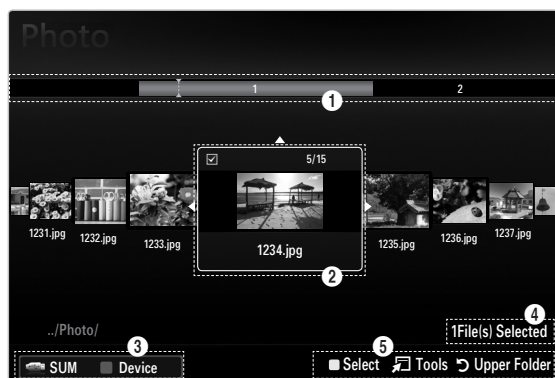 Photo
1 2
1
5/15
1231.jpg 1232.jpg 1233.jpg 1234.jpg 1235.jpg 1236.jpg 1237.jpg
2
../Photo/
4
1File(s) Selected
3 5
SUM Device Select Tools Upper Folder